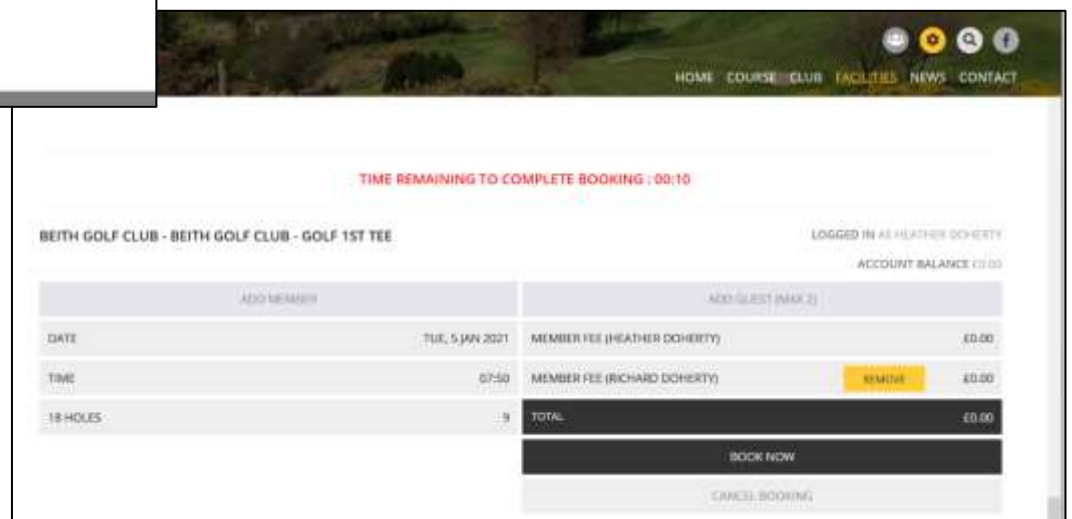 HOME COURSE CLUB FACILITIES NEWS CONTACT
TIME REMAINING TO COMPLETE BOOKING : 00:10
BEITH GOLF CLUB - BEITH GOLF CLUB - GOLF 1ST TEE
LOGGED IN AS HEATHER DOHERTY
ACCOUNT BALANCE £0.00
ADD MEMBER ADD GUEST (MAX 2)
DATE TUE, 5 JAN 2021 MEMBER FEE (HEATHER DOHERTY) £0.00
TIME 07:50 MEMBER FEE (RICHARD DOHERTY) REMOVE £0.00
18 HOLES 9 TOTAL £0.00
BOOK NOW
CANCEL BOOKING